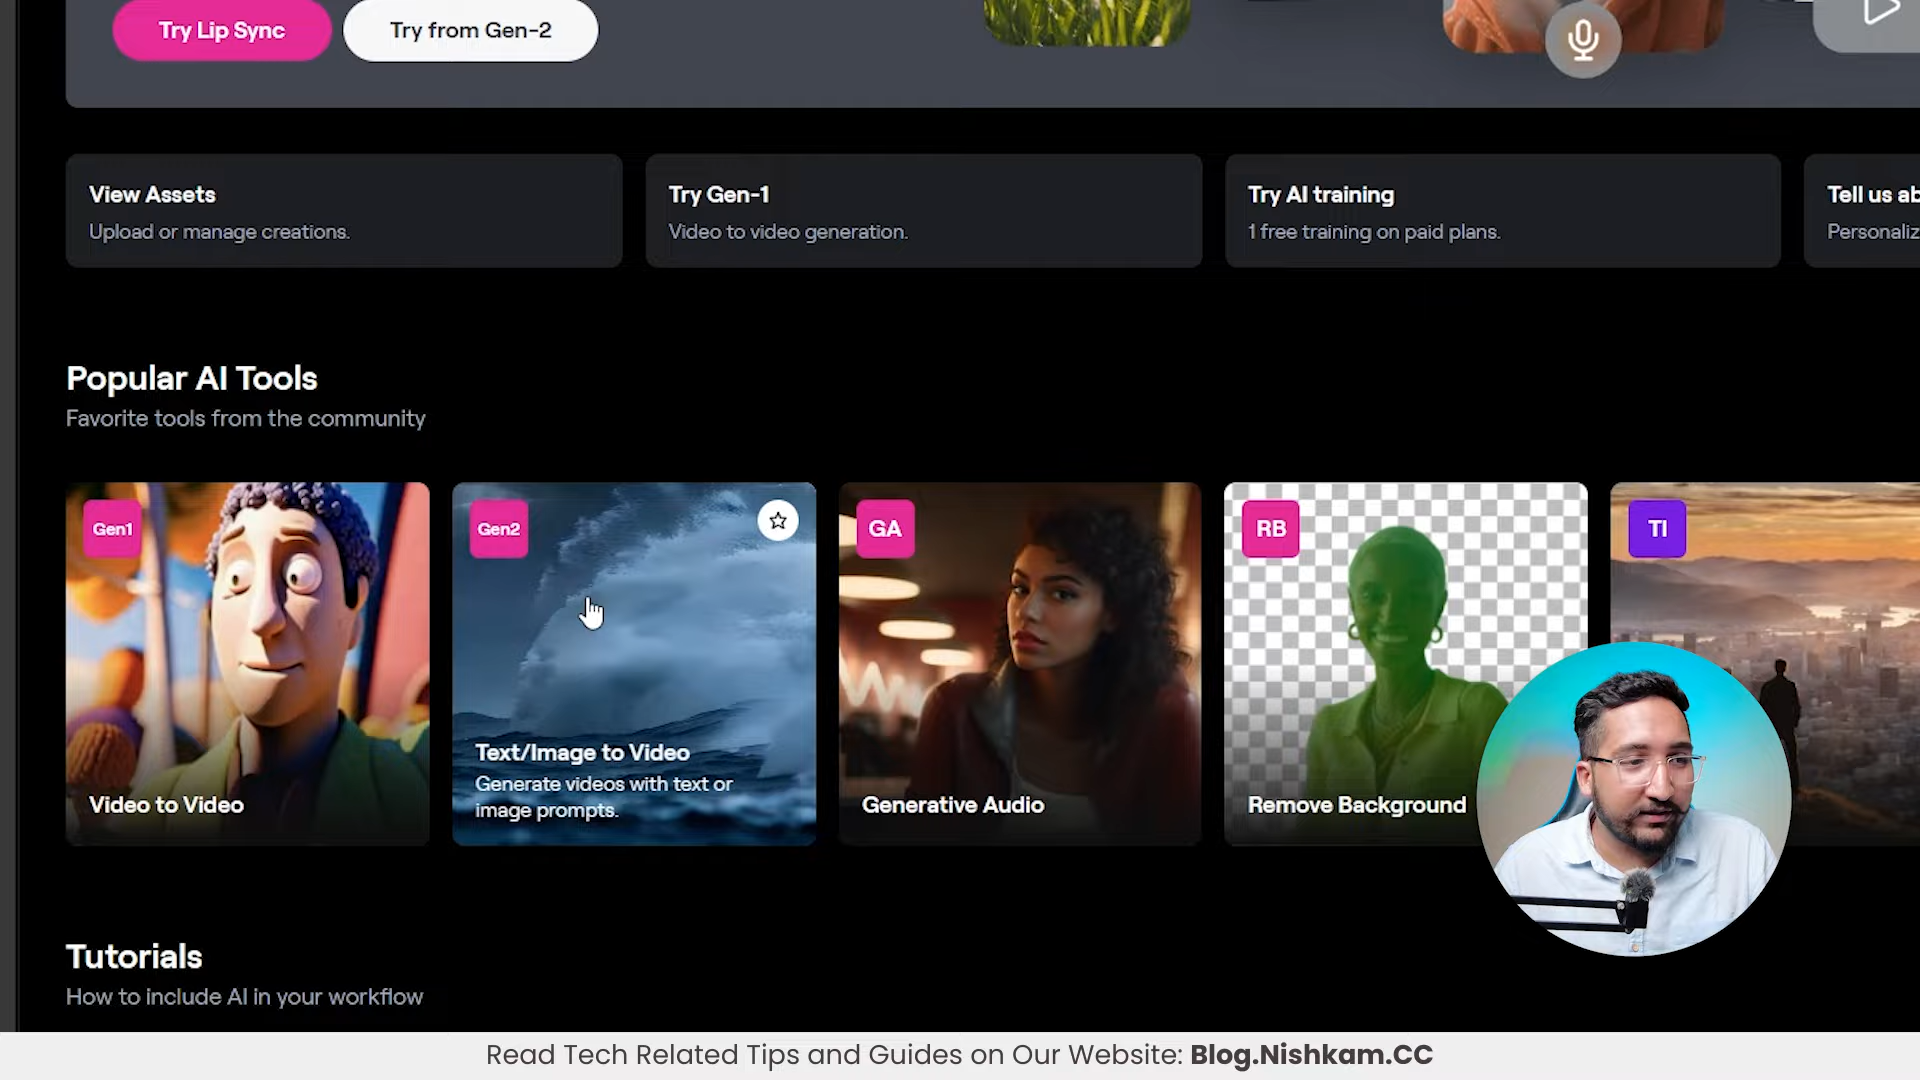 Try Lip Sync
Try from Gen-2
View Assets
Upload or manage creations.
Try Gen-1
Video to video generation.
Try AI training
1 free training on paid plans.
Tell us
Popular AI Tools
Favorite tools from the community
Gen1
Video to Video
Gen2
Text/Image to Video
Generate videos with text or
image prompts.
GA
Generative Audio
RB
Remove Background
TI
Tutorials
How to include AI in your workflow
Read Tech Related Tips and Guides on Our Website: Blog.Nishkam.CC